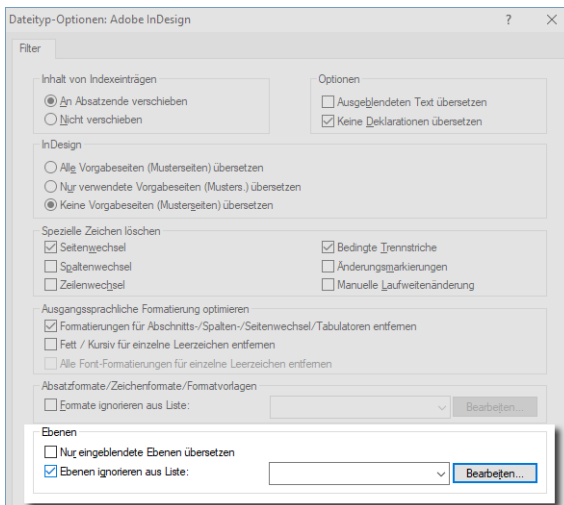 Dateityp-Optionen: Adobe InDesign
Filter
Inhalt von Indexeinträgen
An Absatzende verschieben
Nicht verschieben
Optionen
Ausgeblendeten Text übersetzen
Keine Deklarationen übersetzen
InDesign
Alle Vorgabeseiten (Musterseiten) übersetzen
Nur verwendete Vorgabeseiten (Musters.) übersetzen
Keine Vorgabeseiten (Musterseiten) übersetzen
Spezielle Zeichen löschen
Seitenwechsel
Bedingte Trennstriche
Spaltenwechsel
Änderungsmarkierungen
Zeilenwechsel
Manuelle Laufweitenänderung
Ausgangssprachliche Formatierung optimieren
Formatierungen für Abschnitts-/Spalten-/Seitenwechsel/Tabulatoren entfernen
Fett / Kursiv für einzelne Leerzeichen entfernen
Alle Font-Formatierungen für einzelne Leerzeichen entfernen
Absatzformate/Zeichenformate/Formatvorlagen
Formate ignorieren aus Liste: Bearbeiten...
Ebenen
Nur eingeblendete Ebenen übersetzen
Ebenen ignorieren aus Liste: Bearbeiten...